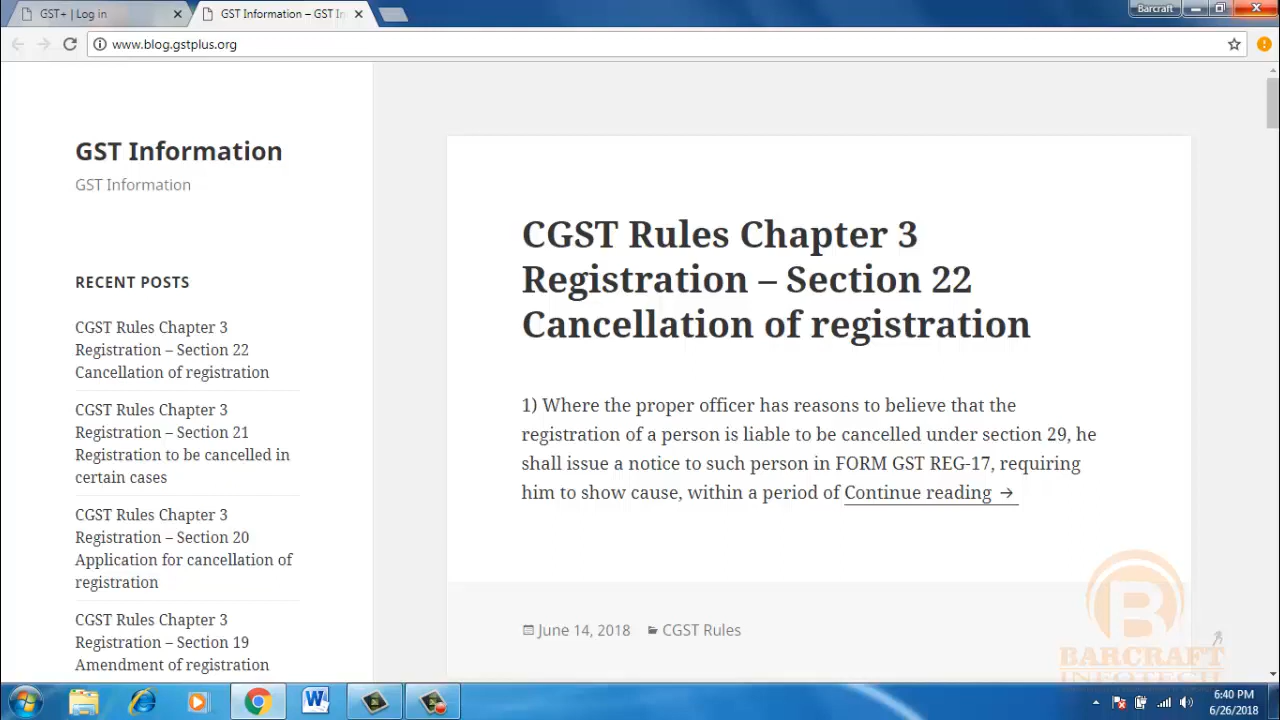 GST+ | Log in
GST Information – GST In
Barcraft
www.blog.gstplus.org
GST Information
GST Information
RECENT POSTS
CGST Rules Chapter 3
Registration – Section 22
Cancellation of registration
CGST Rules Chapter 3
Registration – Section 21
Registration to be cancelled in
certain cases
CGST Rules Chapter 3
Registration – Section 20
Application for cancellation of
registration
CGST Rules Chapter 3
Registration – Section 19
Amendment of registration
CGST Rules Chapter 3
Registration – Section 22
Cancellation of registration
1) Where the proper officer has reasons to believe that the
registration of a person is liable to be cancelled under section 29, he
shall issue a notice to such person in FORM GST REG-17, requiring
him to show cause, within a period of Continue reading →
June 14, 2018 CGST Rules
B
BARCRAFT
INFOTECH
6:40 PM
6/26/2018